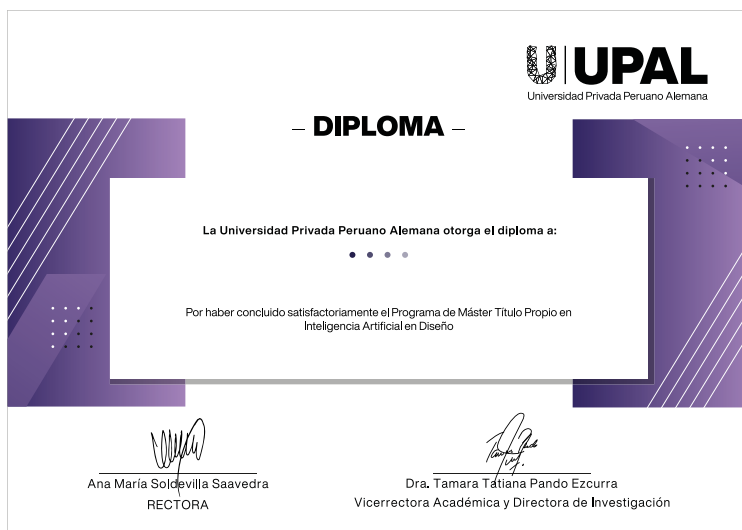 UPAL
Universidad Privada Peruano Alemana
– DIPLOMA –
La Universidad Privada Peruano Alemana otorga el diploma a:
Por haber concluido satisfactoriamente el Programa de Máster Título Propio en
Inteligencia Artificial en Diseño
Ana María Soldevilla Saavedra
RECTORA
Dra. Tamara Tatiana Pando Ezcurra
Vicerrectora Académica y Directora de Investigación